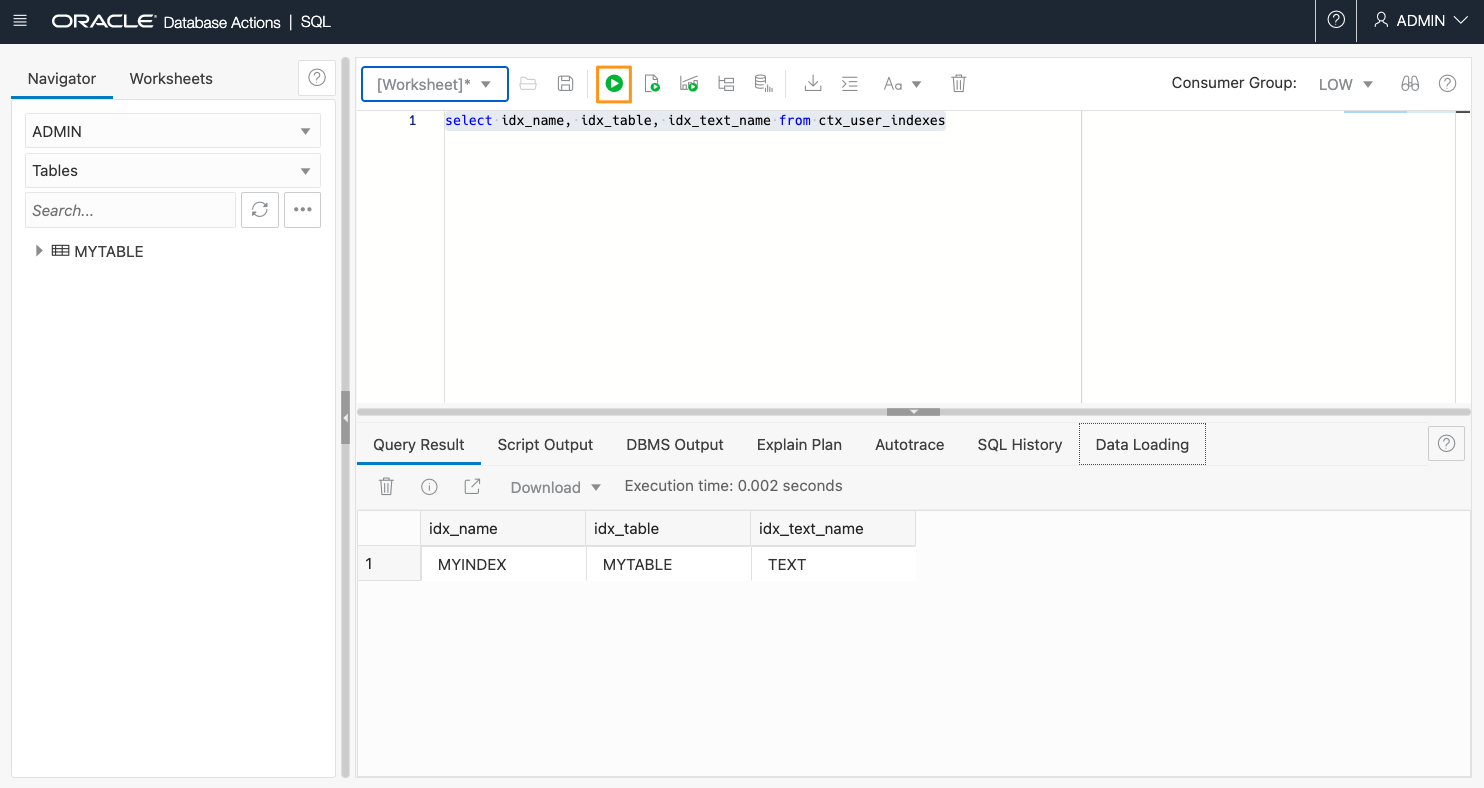 ORACLE Database Actions | SQL
ADMIN
Navigator
Worksheets
ADMIN
Tables
Search...
MYTABLE
[Worksheet]*
Aa
Consumer Group: LOW
1 select idx_name, idx_table, idx_text_name from ctx_user_indexes
Query Result
Script Output
DBMS Output
Explain Plan
Autotrace
SQL History
Data Loading
Download
Execution time: 0.002 seconds
idx_name idx_table idx_text_name
1 MYINDEX MYTABLE TEXT